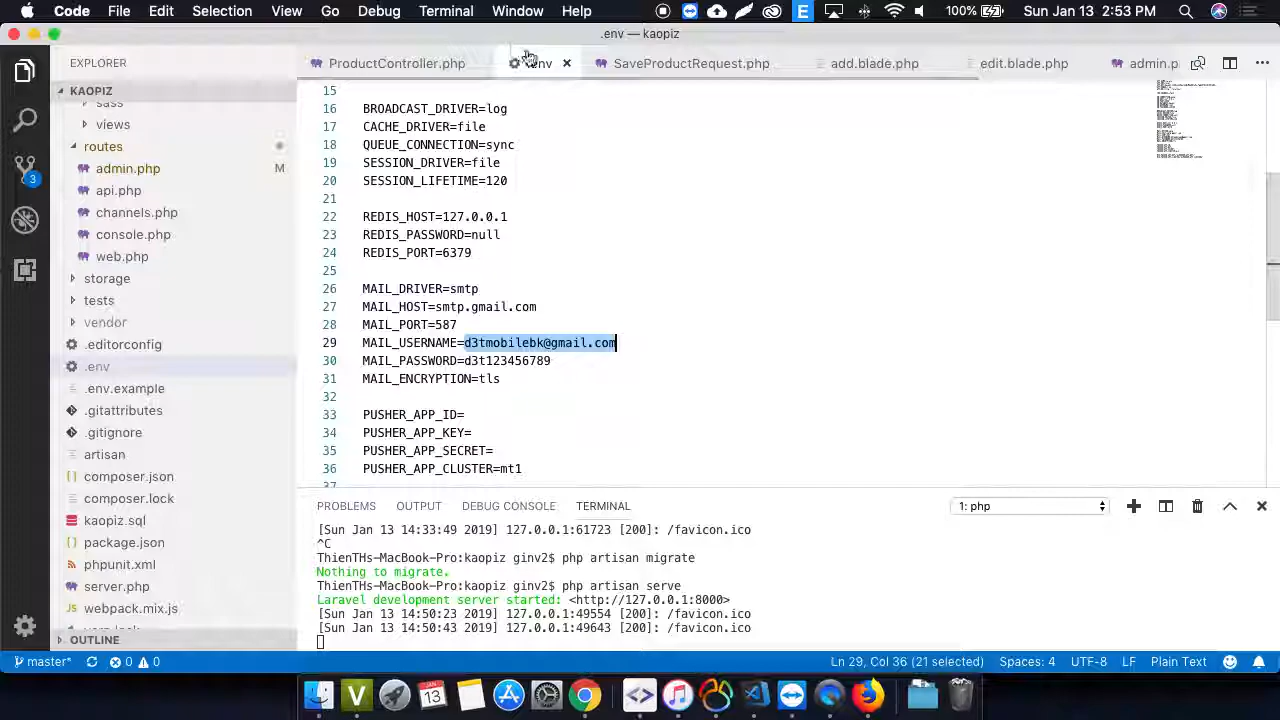 Code File Edit Selection View Go Debug Terminal Window Help
E 100% Sun Jan 13 2:53 PM
.env — kaopiz
EXPLORER
ProductController.php
SaveProductRequest.php
add.blade.php
edit.blade.php
admin.p
KAOPIZ
sass
views
routes
admin.php M
api.php
channels.php
console.php
web.php
storage
tests
vendor
.editorconfig
.env
.env.example
.gitattributes
.gitignore
artisan
composer.json
composer.lock
kaopiz.sql
package.json
phpunit.xml
server.php
webpack.mix.js
OUTLINE
3
15
16 BROADCAST_DRIVER=log
17 CACHE_DRIVER=file
18 QUEUE_CONNECTION=sync
19 SESSION_DRIVER=file
20 SESSION_LIFETIME=120
21
22 REDIS_HOST=127.0.0.1
23 REDIS_PASSWORD=null
24 REDIS_PORT=6379
25
26 MAIL_DRIVER=smtp
27 MAIL_HOST=smtp.gmail.com
28 MAIL_PORT=587
29 MAIL_USERNAME=d3tmobilebk@gmail.com
30 MAIL_PASSWORD=d3t123456789
31 MAIL_ENCRYPTION=tls
32
33 PUSHER_APP_ID=
34 PUSHER_APP_KEY=
35 PUSHER_APP_SECRET=
36 PUSHER_APP_CLUSTER=mt1
PROBLEMS OUTPUT DEBUG CONSOLE TERMINAL 1: php
[Sun Jan 13 14:33:49 2019] 127.0.0.1:61723 [200]: /favicon.ico
^C
ThienTHs-MacBook-Pro:kaopiz ginv2$ php artisan migrate
Nothing to migrate.
ThienTHs-MacBook-Pro:kaopiz ginv2$ php artisan serve
Laravel development server started: <http://127.0.0.1:8000>
[Sun Jan 13 14:50:23 2019] 127.0.0.1:49554 [200]: /favicon.ico
[Sun Jan 13 14:50:43 2019] 127.0.0.1:49643 [200]: /favicon.ico
master* 0 0 Ln 29, Col 36 (21 selected) Spaces: 4 UTF-8 LF Plain Text
V
JAN
13